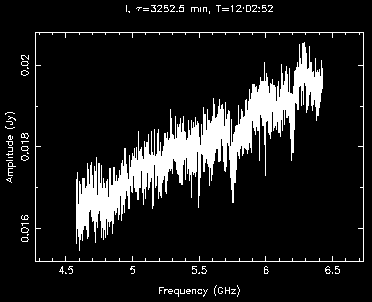 I, τ=3252.5 min, T=12:02:52
Amplitude (Jy)
0.02
0.018
0.016
4.5 5 5.5 6 6.5
Frequency (GHz)